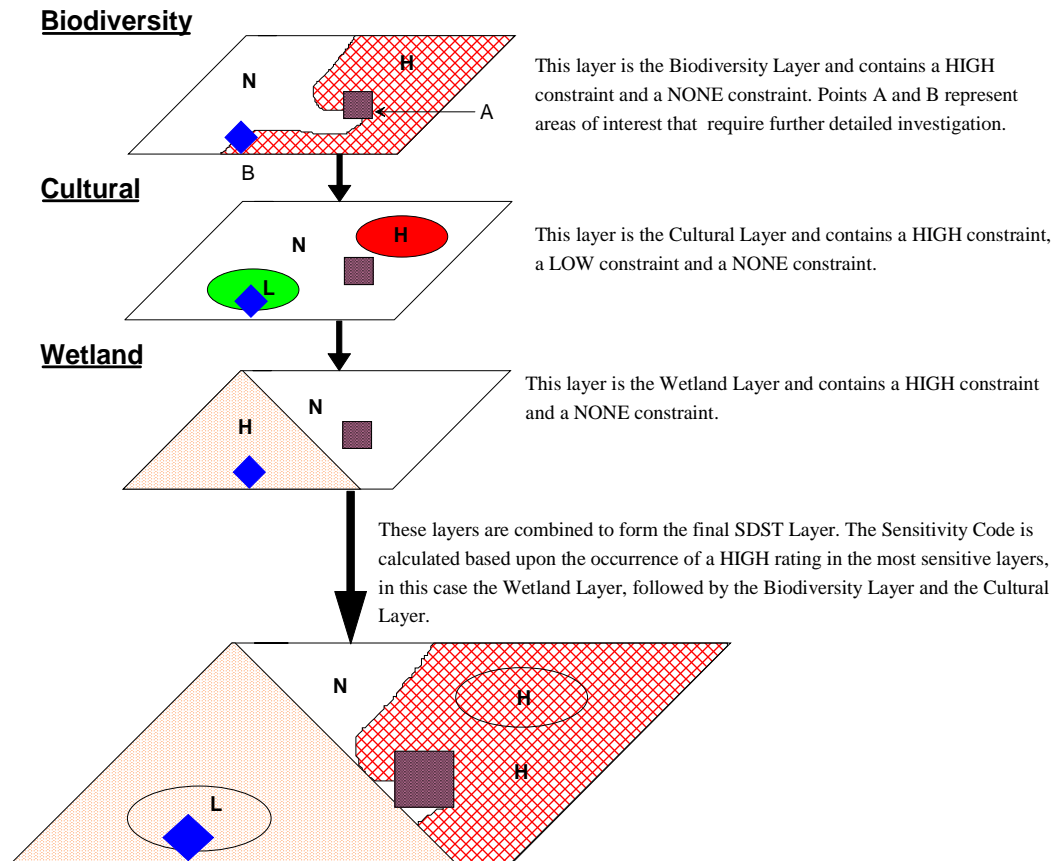 Biodiversity
N
H
A
B
This layer is the Biodiversity Layer and contains a HIGH
constraint and a NONE constraint. Points A and B represent
areas of interest that require further detailed investigation.
Cultural
N
H
L
This layer is the Cultural Layer and contains a HIGH constraint,
a LOW constraint and a NONE constraint.
Wetland
N
H
This layer is the Wetland Layer and contains a HIGH constraint
and a NONE constraint.
These layers are combined to form the final SDST Layer. The Sensitivity Code is
calculated based upon the occurrence of a HIGH rating in the most sensitive layers,
in this case the Wetland Layer, followed by the Biodiversity Layer and the Cultural
Layer.
N
H
H
L